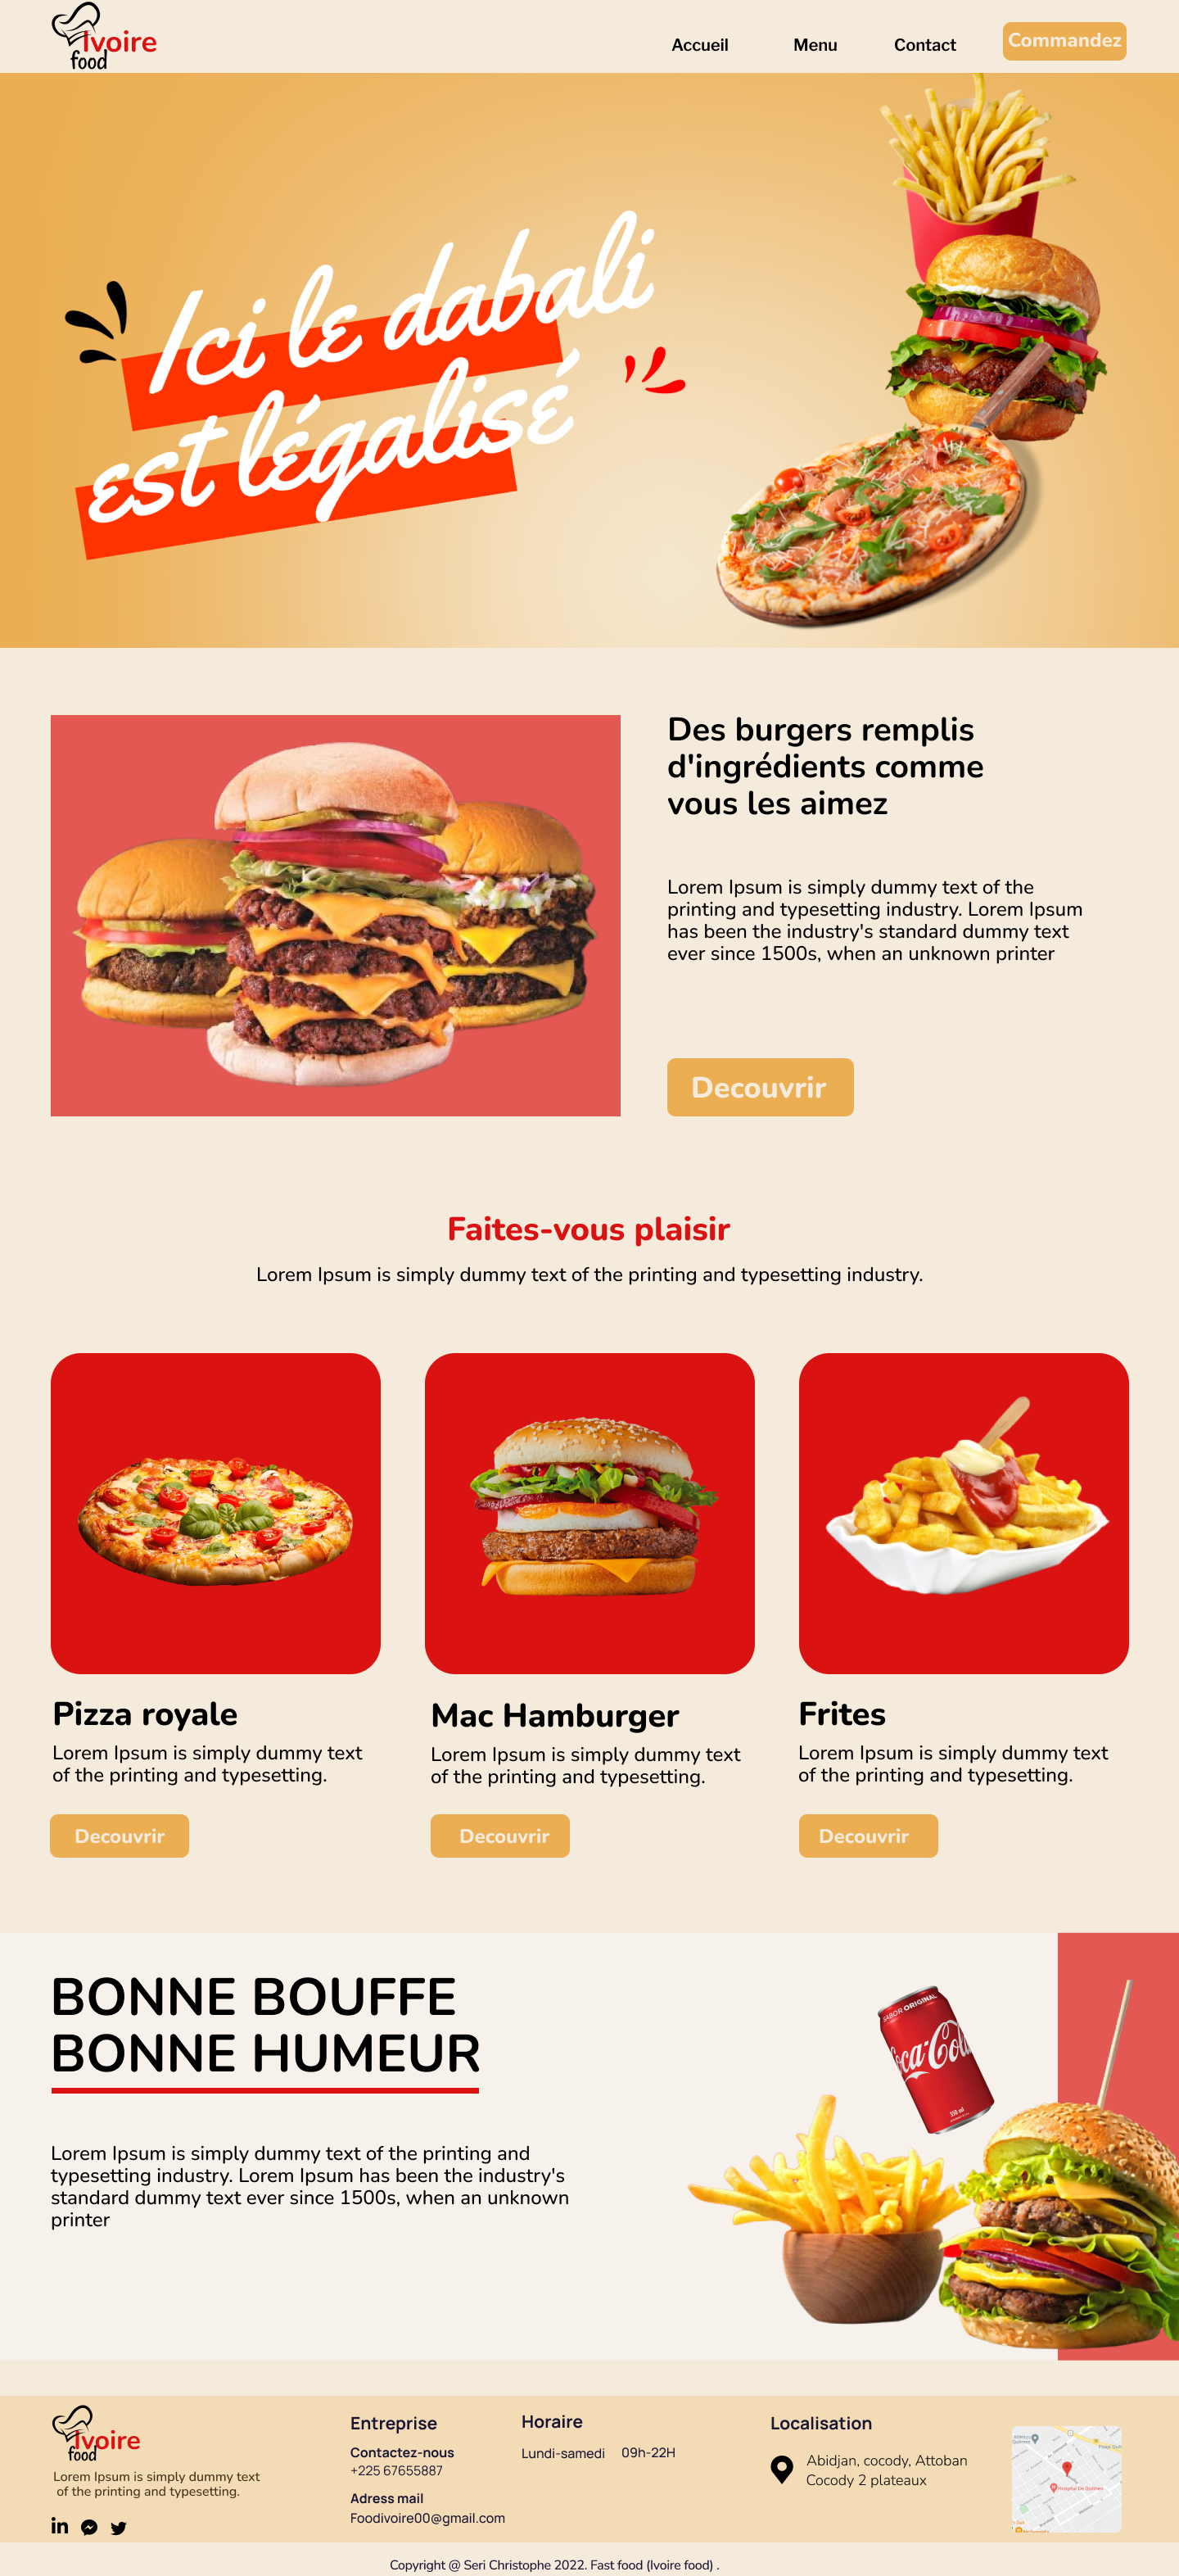 Ivoire
food
Accueil
Menu
Contact
Commandez
Ici le dabali
est légalisé
Des burgers remplis
d'ingrédients comme
vous les aimez
Lorem Ipsum is simply dummy text of the
printing and typesetting industry. Lorem Ipsum
has been the industry's standard dummy text
ever since 1500s, when an unknown printer
Decouvrir
Faites-vous plaisir
Lorem Ipsum is simply dummy text of the printing and typesetting industry.
Pizza royale
Lorem Ipsum is simply dummy text
of the printing and typesetting.
Decouvrir
Mac Hamburger
Lorem Ipsum is simply dummy text
of the printing and typesetting.
Decouvrir
Frites
Lorem Ipsum is simply dummy text
of the printing and typesetting.
Decouvrir
BONNE BOUFFE
BONNE HUMEUR
Lorem Ipsum is simply dummy text of the printing and
typesetting industry. Lorem Ipsum has been the industry's
standard dummy text ever since 1500s, when an unknown
printer
SABOR ORIGINAL
Coca-Cola
Ivoire
food
Lorem Ipsum is simply dummy text
of the printing and typesetting.
Entreprise
Contactez-nous
+225 67655887
Adress mail
Foodivoire00@gmail.com
Horaire
Lundi-samedi 09h-22H
Localisation
Abidjan, cocody, Attoban
Cocody 2 plateaux
Copyright @ Seri Christophe 2022. Fast food (Ivoire food) .